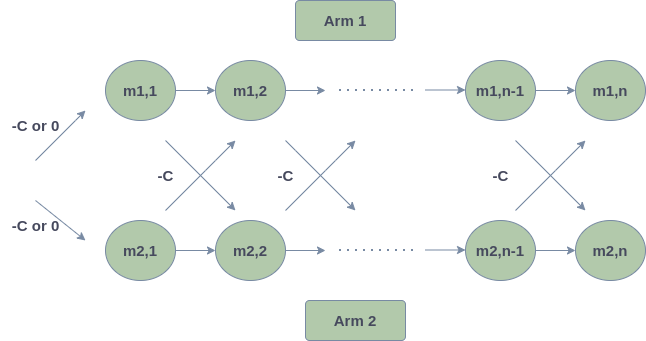 Arm 1
m1,1 m1,2 m1,n-1 m1,n
-C or 0
-C -C -C
-C or 0
m2,1 m2,2 m2,n-1 m2,n
Arm 2